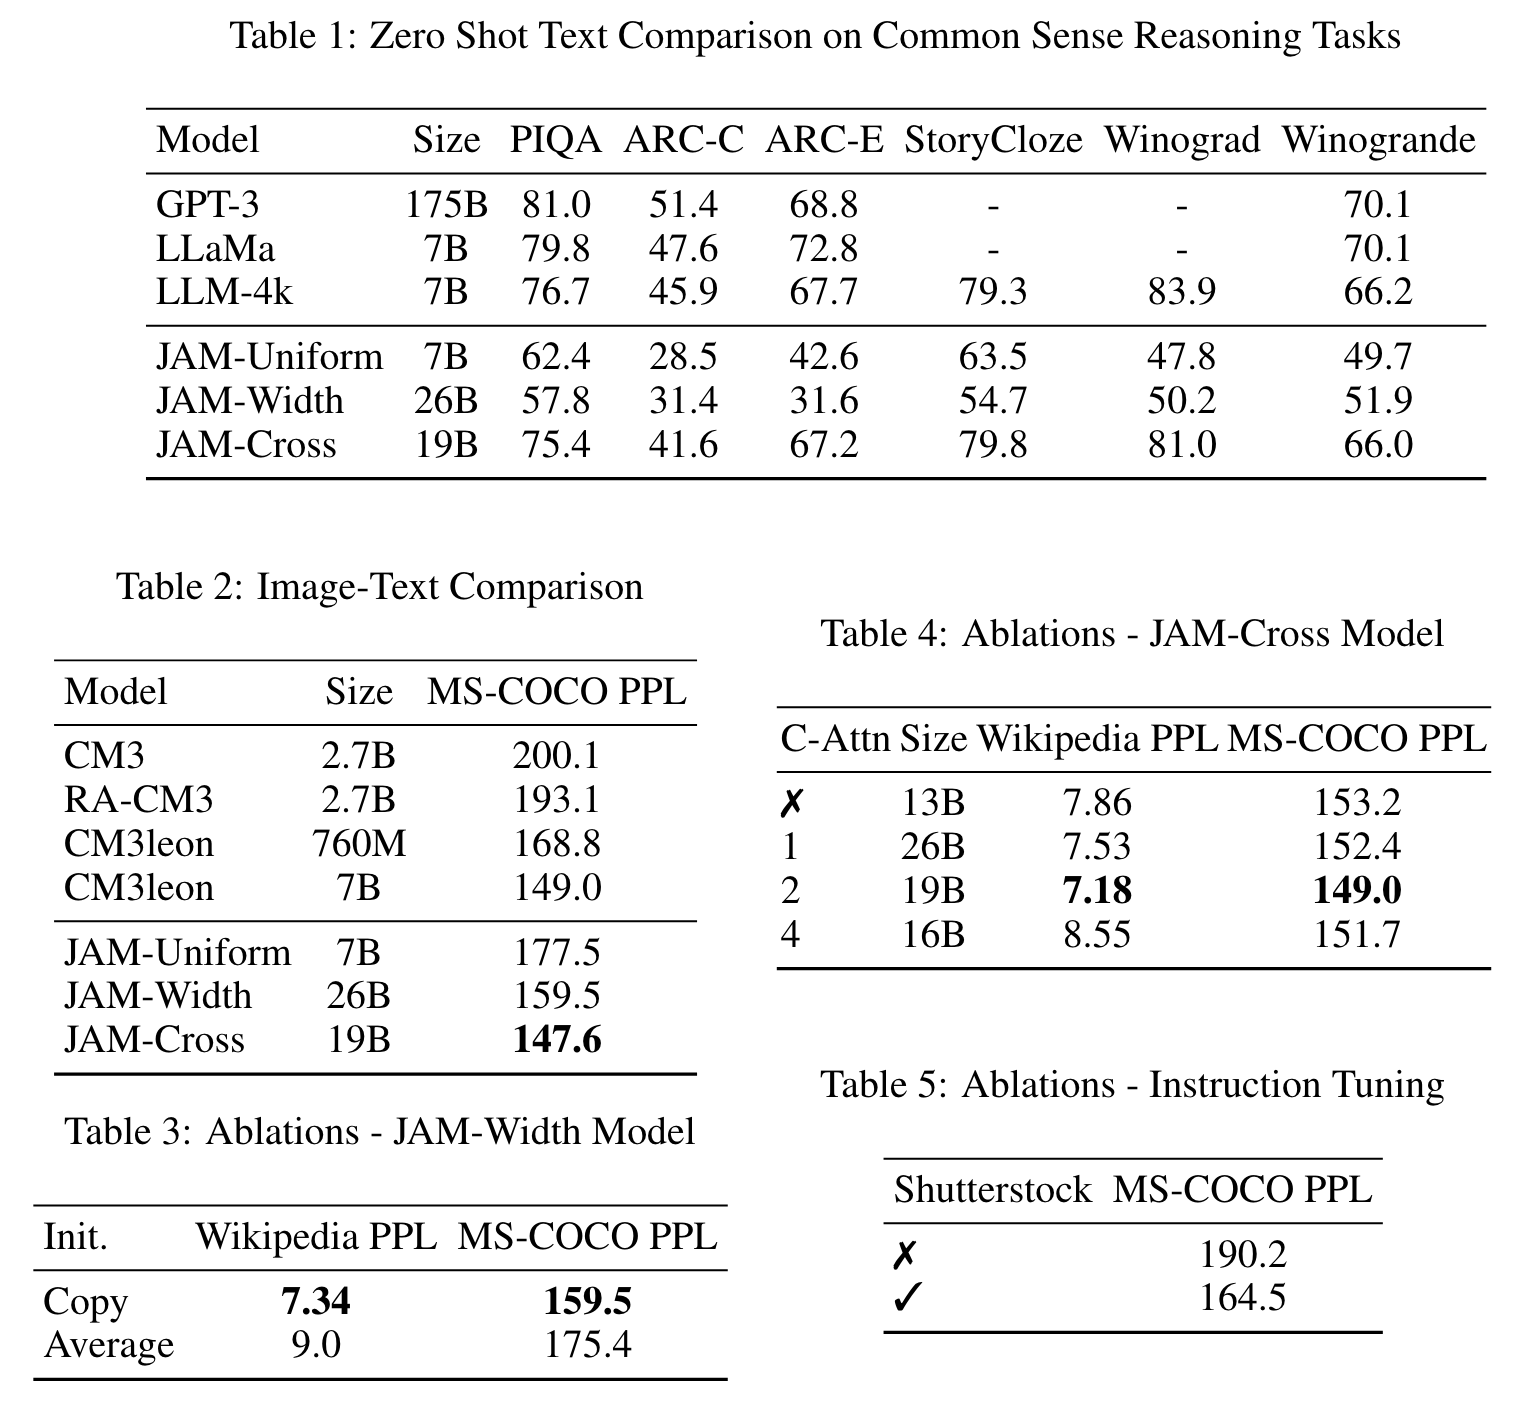 Table 1: Zero Shot Text Comparison on Common Sense Reasoning Tasks
Model Size PIQA ARC-C ARC-E StoryCloze Winograd Winogrande
GPT-3 175B 81.0 51.4 68.8 - - 70.1
LLaMa 7B 79.8 47.6 72.8 - - 70.1
LLM-4k 7B 76.7 45.9 67.7 79.3 83.9 66.2
JAM-Uniform 7B 62.4 28.5 42.6 63.5 47.8 49.7
JAM-Width 26B 57.8 31.4 31.6 54.7 50.2 51.9
JAM-Cross 19B 75.4 41.6 67.2 79.8 81.0 66.0
Table 2: Image-Text Comparison
Model Size MS-COCO PPL
CM3 2.7B 200.1
RA-CM3 2.7B 193.1
CM3leon 760M 168.8
CM3leon 7B 149.0
JAM-Uniform 7B 177.5
JAM-Width 26B 159.5
JAM-Cross 19B 147.6
Table 3: Ablations - JAM-Width Model
Init. Wikipedia PPL MS-COCO PPL
Copy 7.34 159.5
Average 9.0 175.4
Table 4: Ablations - JAM-Cross Model
C-Attn Size Wikipedia PPL MS-COCO PPL
✗ 13B 7.86 153.2
1 26B 7.53 152.4
2 19B 7.18 149.0
4 16B 8.55 151.7
Table 5: Ablations - Instruction Tuning
Shutterstock MS-COCO PPL
✗ 190.2
✓ 164.5